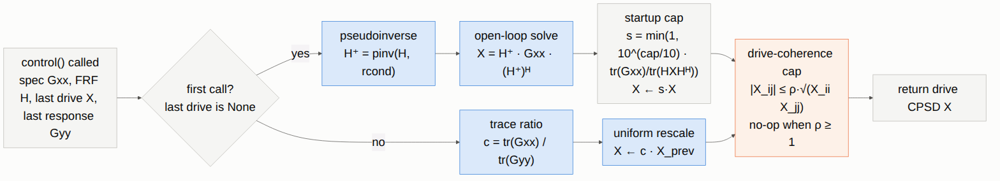 control() called
spec Gxx, FRF
H, last drive X,
last response
Gyy
first call?
last drive is None
yes
pseudoinverse
H⁺ = pinv(H,
rcond)
open-loop solve
X = H⁺ · Gxx ·
(H⁺)ᴴ
startup cap
s = min(1,
10^(cap/10) ·
tr(Gxx)/tr(HXHᴴ))
X ← s·X
no
trace ratio
c = tr(Gxx) /
tr(Gyy)
uniform rescale
X ← c · X_prev
drive-coherence
cap
|X_ij| ≤ ρ·√(X_ii
X_jj)
no-op when ρ ≥
1
return drive
CPSD X